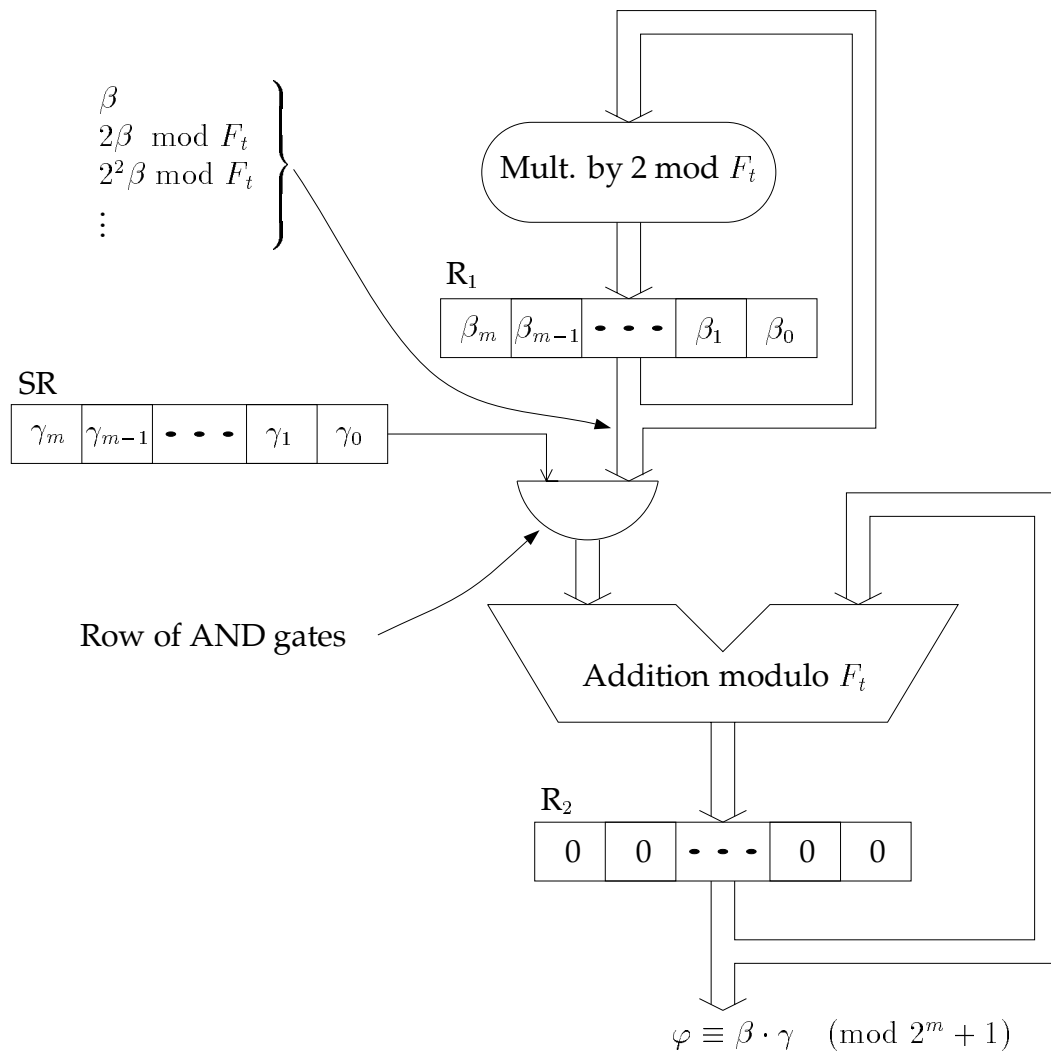 β
2β mod F_t
2²β mod F_t
⋮
Mult. by 2 mod F_t
R₁
β_m β_{m−1} • • • β₁ β₀
SR
γ_m γ_{m−1} • • • γ₁ γ₀
Row of AND gates
Addition modulo F_t
R₂
0 0 • • • 0 0
φ ≡ β · γ (mod 2^m + 1)